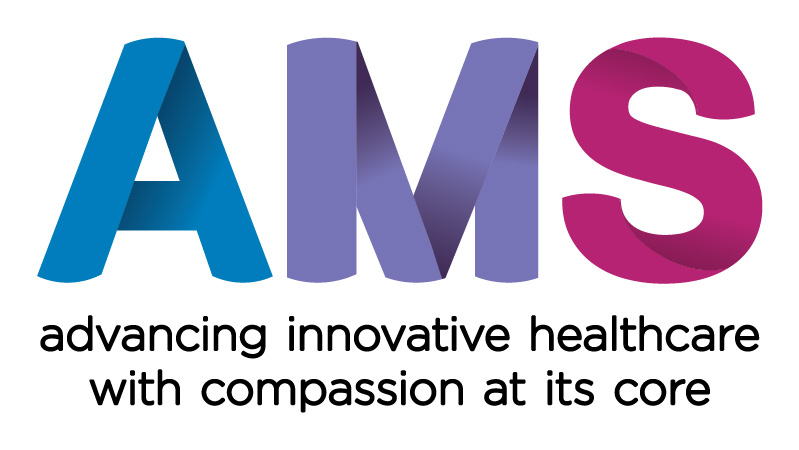 AMS
advancing innovative healthcare
with compassion at its core